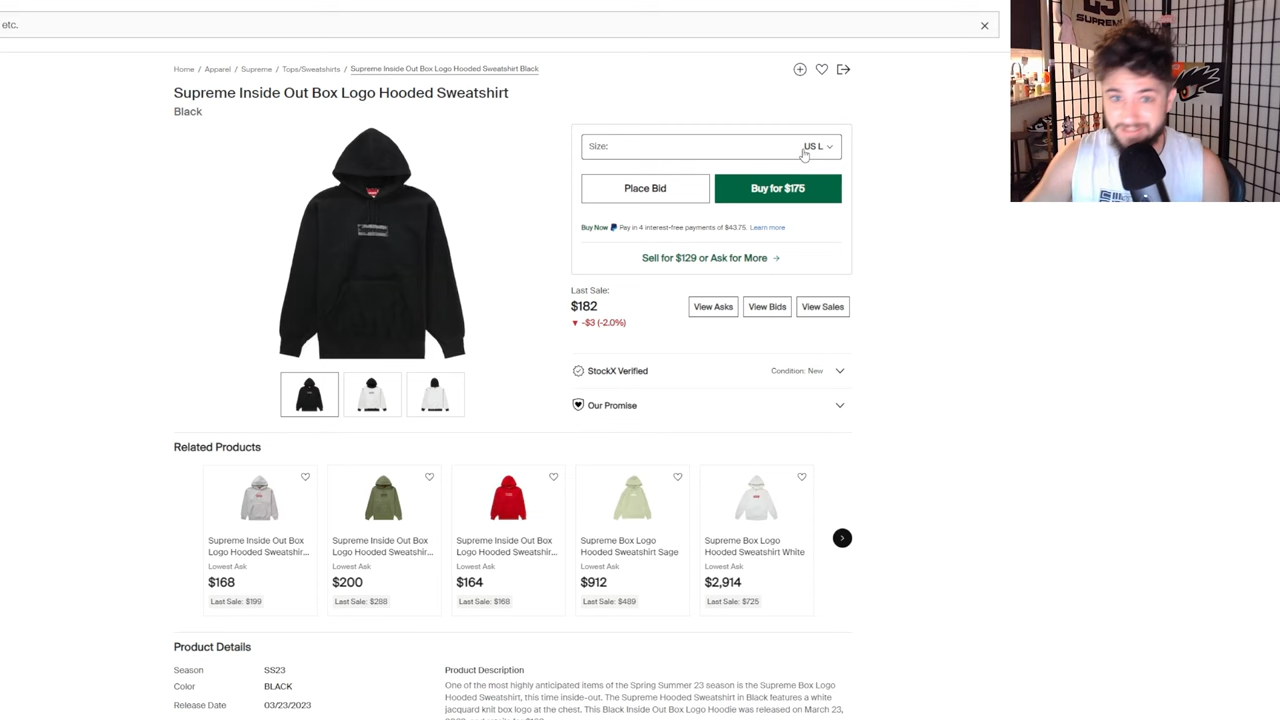 etc.
Home / Apparel / Supreme / Tops/Sweatshirts / Supreme Inside Out Box Logo Hooded Sweatshirt Black
Supreme Inside Out Box Logo Hooded Sweatshirt
Black
Size:
US L
Place Bid
Buy for $175
Buy Now Pay in 4 interest-free payments of $43.75. Learn more
Sell for $129 or Ask for More →
Last Sale:
$182
▼ -$3 (-2.0%)
View Asks
View Bids
View Sales
StockX Verified
Condition: New
Our Promise
Related Products
Supreme Inside Out Box
Logo Hooded Sweatshir...
Lowest Ask
$168
Last Sale: $199
Supreme Inside Out Box
Logo Hooded Sweatshir...
Lowest Ask
$200
Last Sale: $288
Supreme Inside Out Box
Logo Hooded Sweatshir...
Lowest Ask
$164
Last Sale: $168
Supreme Box Logo
Hooded Sweatshirt Sage
Lowest Ask
$912
Last Sale: $489
Supreme Box Logo
Hooded Sweatshirt White
Lowest Ask
$2,914
Last Sale: $725
Product Details
Season SS23
Color BLACK
Release Date 03/23/2023
Product Description
One of the most highly anticipated items of the Spring Summer 23 season is the Supreme Box Logo
Hooded Sweatshirt, this time inside-out. The Supreme Hooded Sweatshirt in Black features a white
jacquard knit box logo at the chest. This Black Inside Out Box Logo Hoodie was released on March 23,
SUPREME